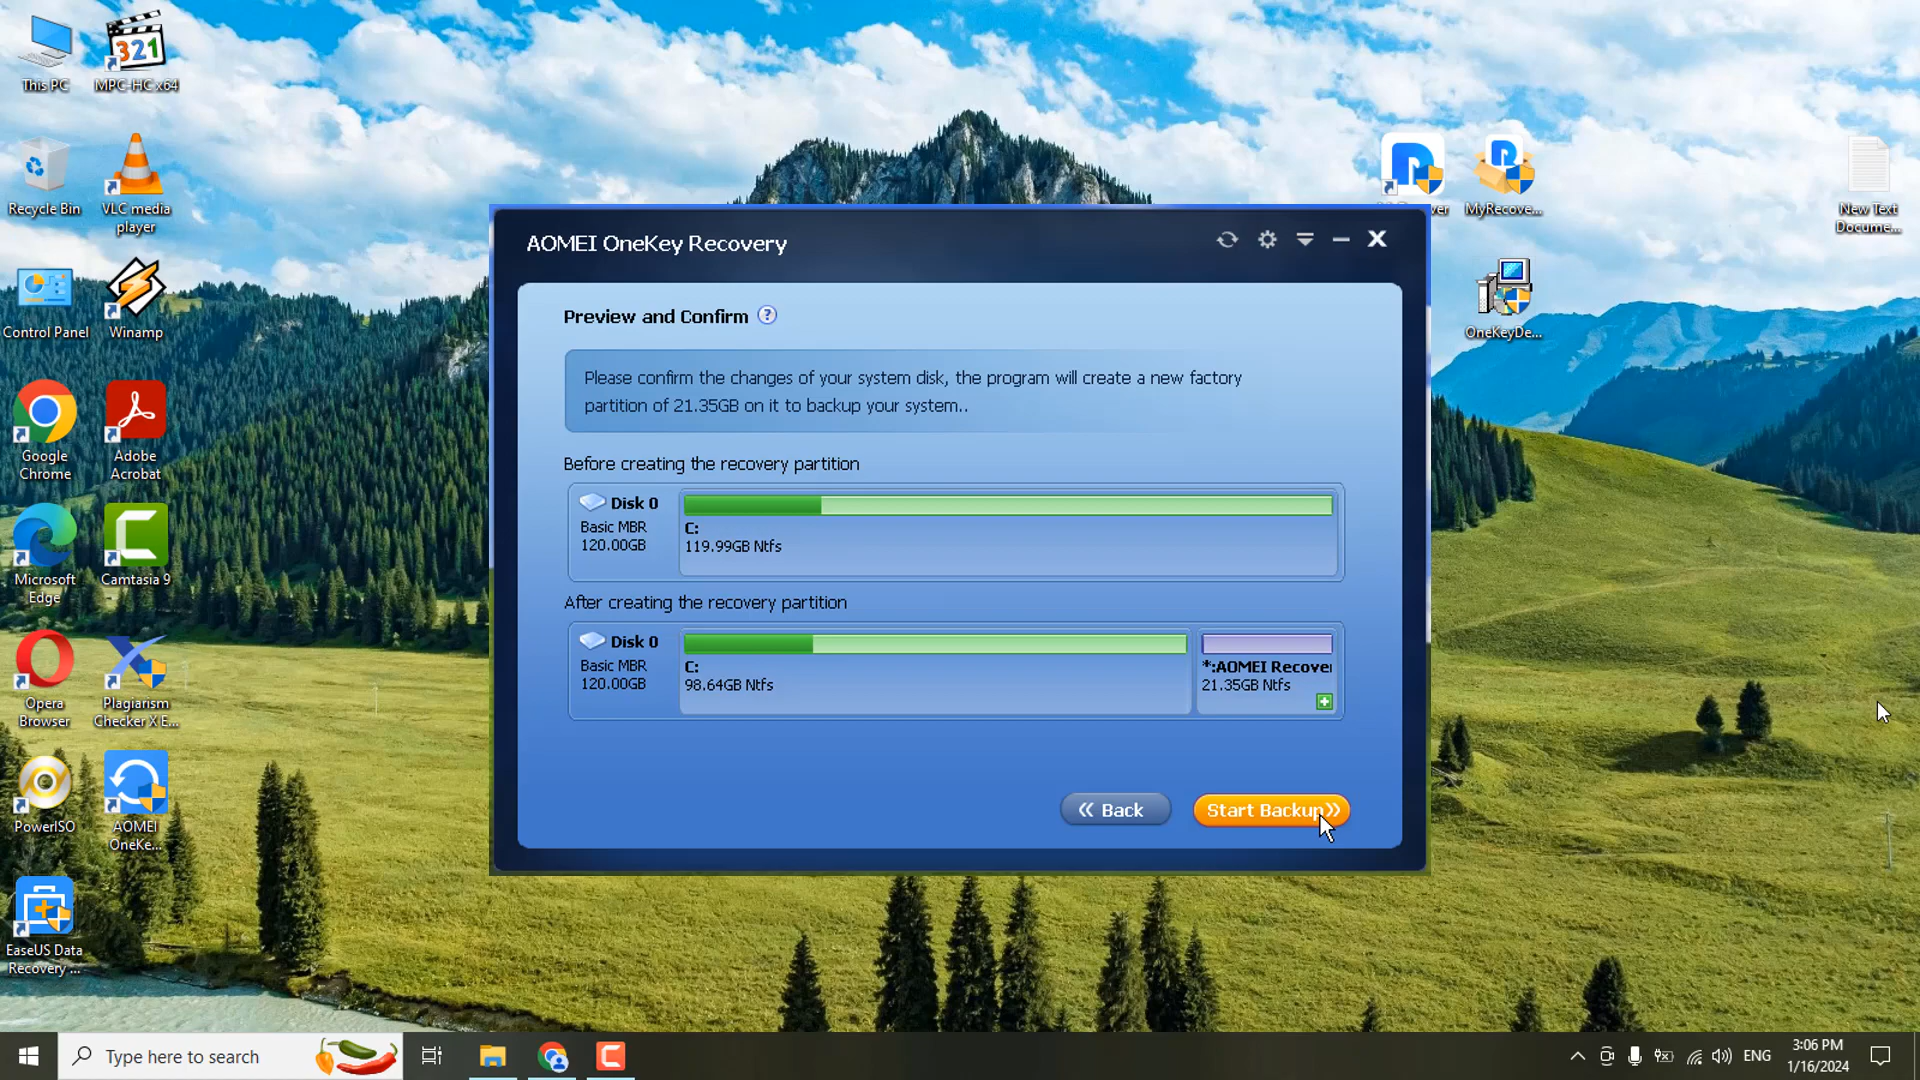 This PC
MPC-HC x64
Recycle Bin
VLC media
player
Control Panel
Winamp
Google
Chrome
Adobe
Acrobat
Microsoft
Edge
Camtasia 9
Opera
Browser
Plagiarism
Checker X E...
PowerISO
AOMEI
OneKe...
EaseUS Data
Recovery ...
MyRecove...
OneKeyDe...
New Text
Docume...
AOMEI OneKey Recovery
Preview and Confirm
?
Please confirm the changes of your system disk, the program will create a new factory
partition of 21.35GB on it to backup your system..
Before creating the recovery partition
Disk 0
Basic MBR
120.00GB
C:
119.99GB Ntfs
After creating the recovery partition
Disk 0
Basic MBR
120.00GB
C:
98.64GB Ntfs
*:AOMEI Recover
21.35GB Ntfs
Back
Start Backup
Type here to search
ENG
3:06 PM
1/16/2024